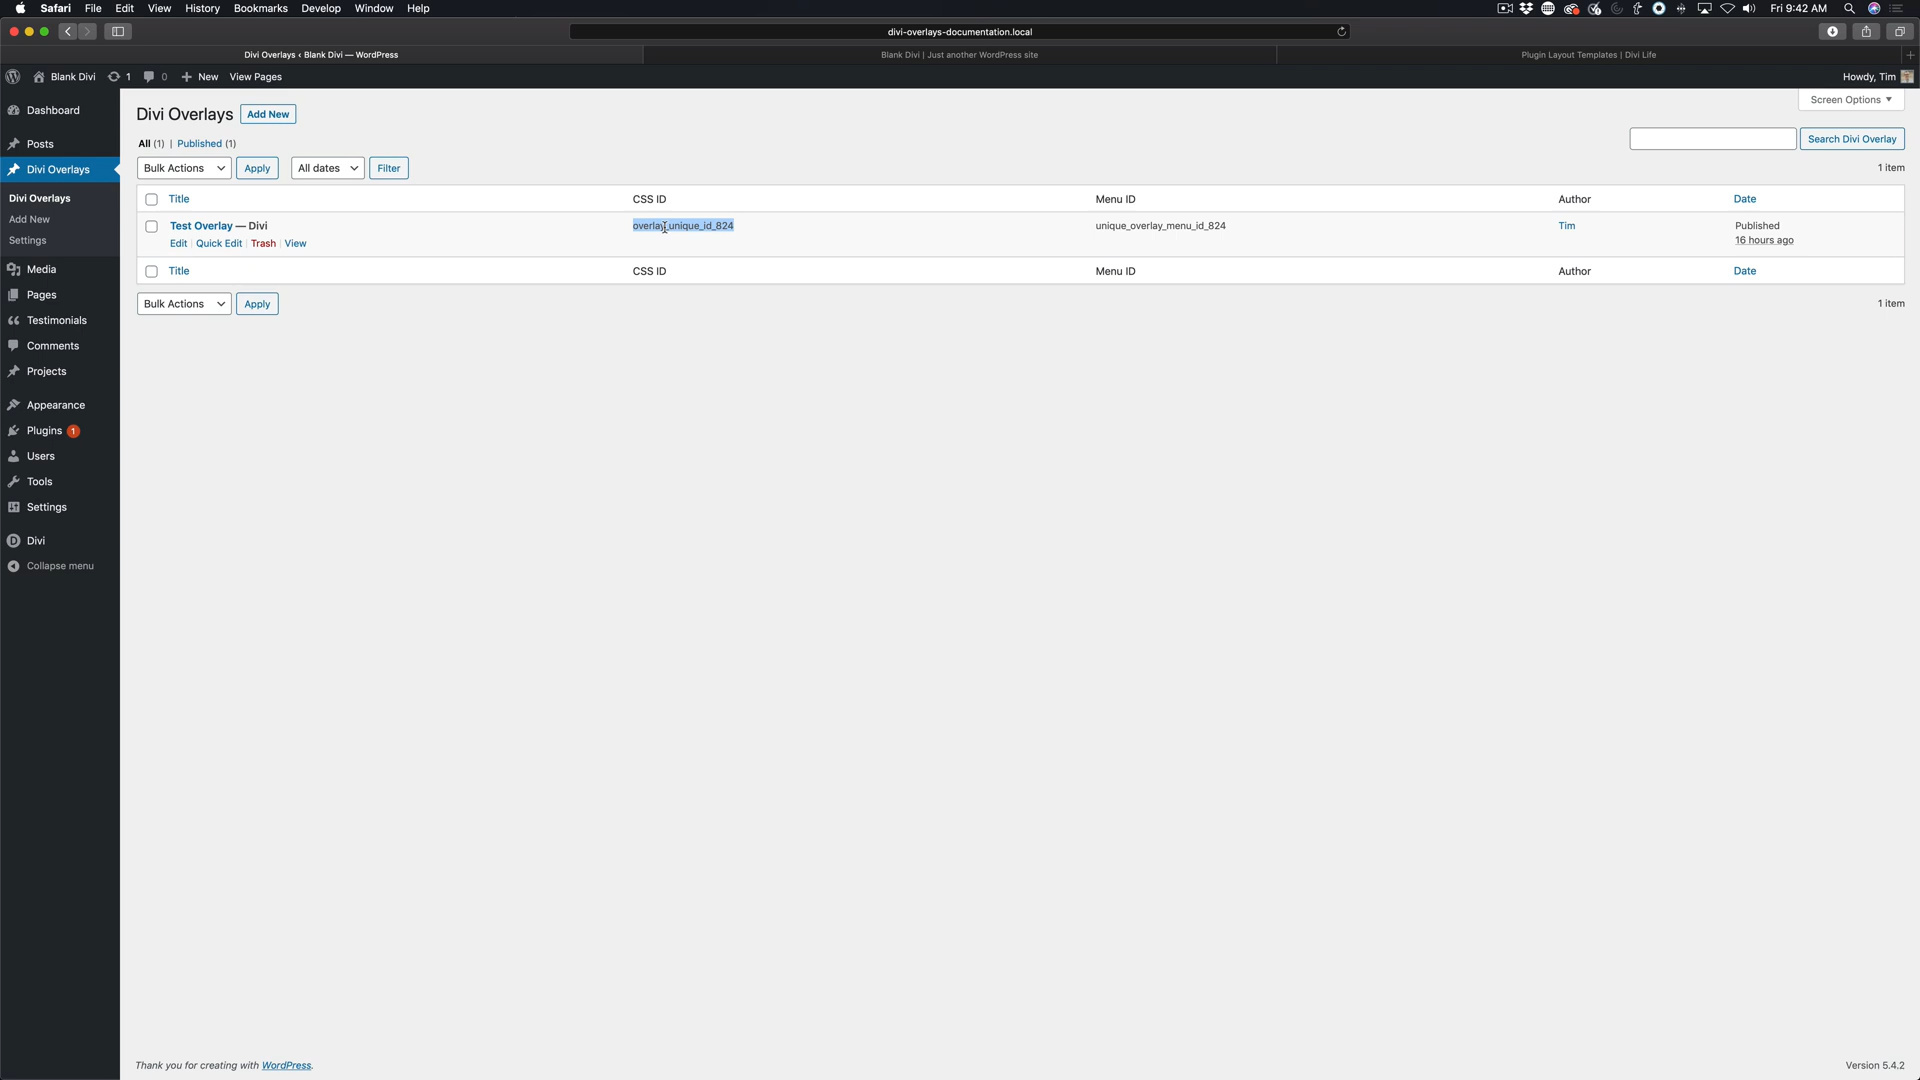 Safari File Edit View History Bookmarks Develop Window Help Fri 9:42 AM
divi-overlays-documentation.local
Divi Overlays ‹ Blank Divi — WordPress Blank Divi | Just another WordPress site Plugin Layout Templates | Divi Life
Blank Divi 1 0 New View Pages Howdy, Tim
Dashboard
Posts
Divi Overlays
Divi Overlays
Add New
Settings
Media
Pages
Testimonials
Comments
Projects
Appearance
Plugins 1
Users
Tools
Settings
Divi
Collapse menu
Screen Options
Divi Overlays Add New
All (1) | Published (1)
Search Divi Overlay
Bulk Actions Apply All dates Filter 1 item
Title CSS ID Menu ID Author Date
Test Overlay — Divi overlay_unique_id_824 unique_overlay_menu_id_824 Tim Published
Edit | Quick Edit | Trash | View 16 hours ago
Title CSS ID Menu ID Author Date
Bulk Actions Apply 1 item
Thank you for creating with WordPress. Version 5.4.2